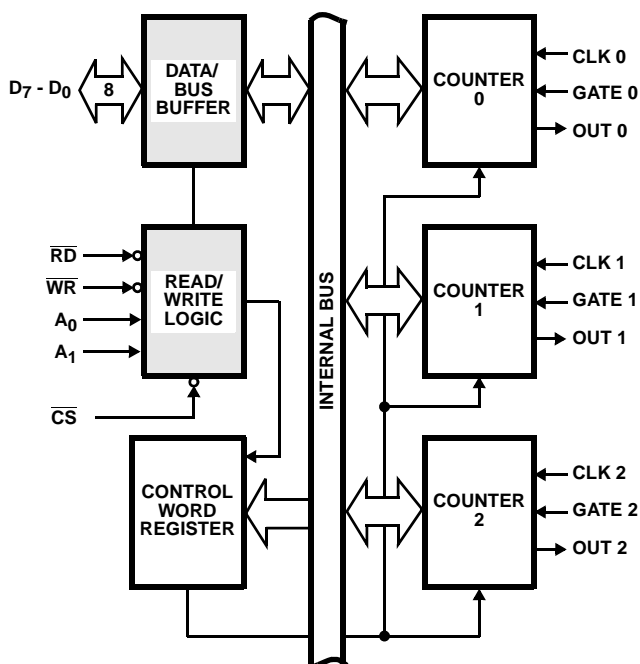 D7 - D0
8
DATA/
BUS
BUFFER
COUNTER
0
CLK 0
GATE 0
OUT 0
RD
WR
A0
A1
CS
READ/
WRITE
LOGIC
INTERNAL BUS
COUNTER
1
CLK 1
GATE 1
OUT 1
CONTROL
WORD
REGISTER
COUNTER
2
CLK 2
GATE 2
OUT 2